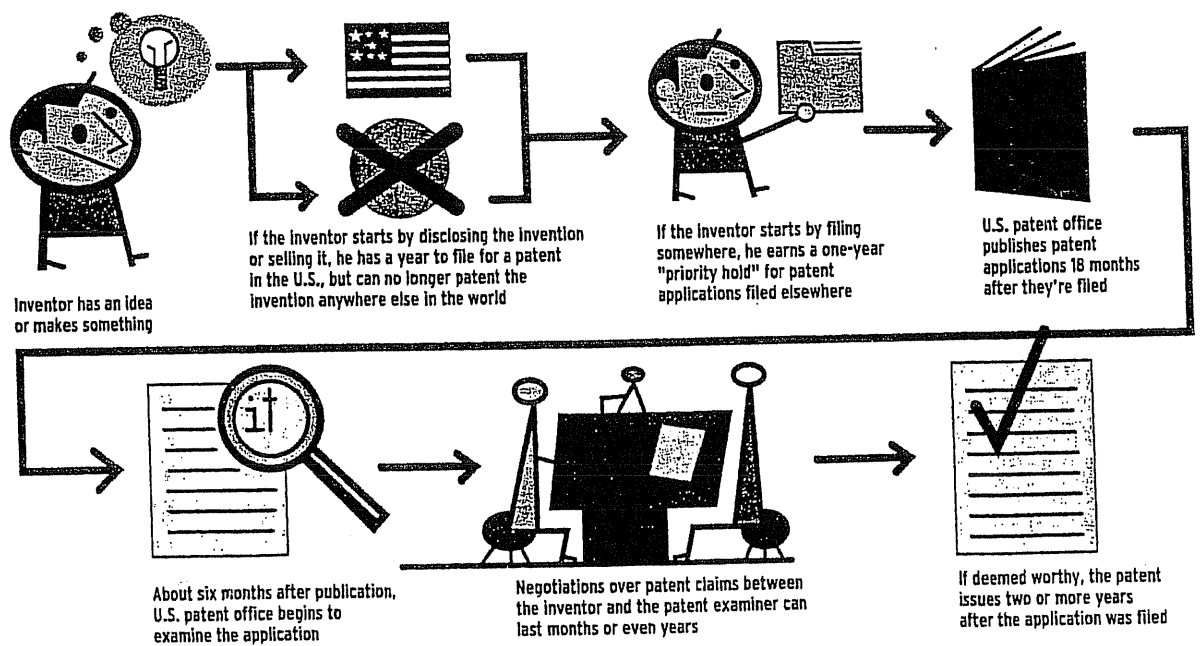 Inventor has an idea
or makes something
If the inventor starts by disclosing the invention
or selling it, he has a year to file for a patent
in the U.S., but can no longer patent the
invention anywhere else in the world
If the inventor starts by filing
somewhere, he earns a one-year
"priority hold" for patent
applications filed elsewhere
U.S. patent office
publishes patent
applications 18 months
after they're filed
it
About six months after publication,
U.S. patent office begins to
examine the application
Negotiations over patent claims between
the inventor and the patent examiner can
last months or even years
If deemed worthy, the patent
issues two or more years
after the application was filed